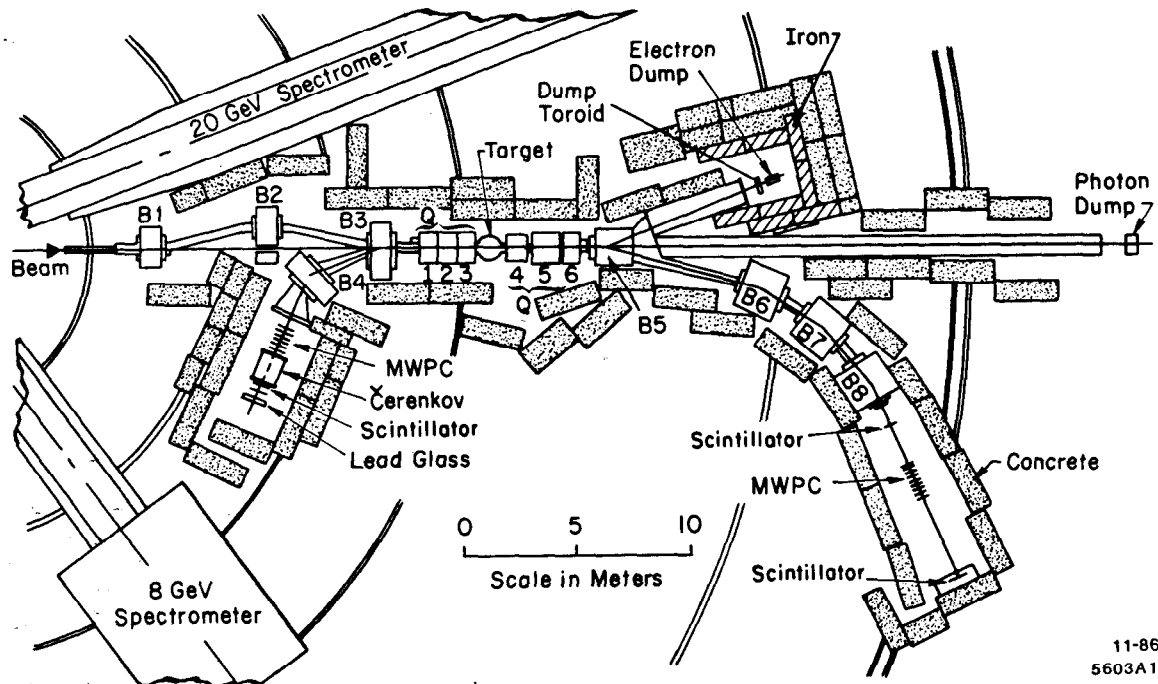 20 GeV Spectrometer
Iron
Electron
Dump
Dump
Toroid
Target
Photon
Dump
B1
B2
B3
Q
Beam
B4
1 2 3
4 5 6
Q
B5
B6
B7
B8
MWPC
Čerenkov
Scintillator
Lead Glass
Scintillator
MWPC
Concrete
Scintillator
0 5 10
Scale in Meters
8 GeV
Spectrometer
11-86
5603A1